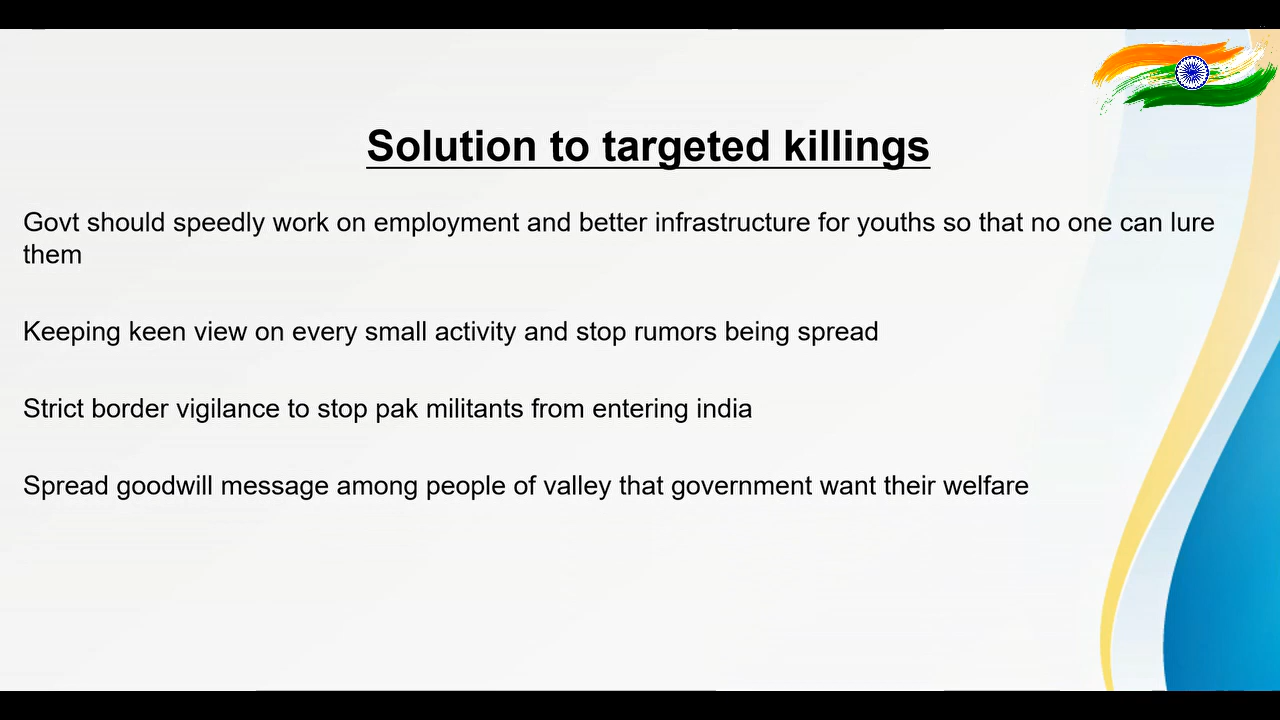 Solution to targeted killings
Govt should speedly work on employment and better infrastructure for youths so that no one can lure
them
Keeping keen view on every small activity and stop rumors being spread
Strict border vigilance to stop pak militants from entering india
Spread goodwill message among people of valley that government want their welfare